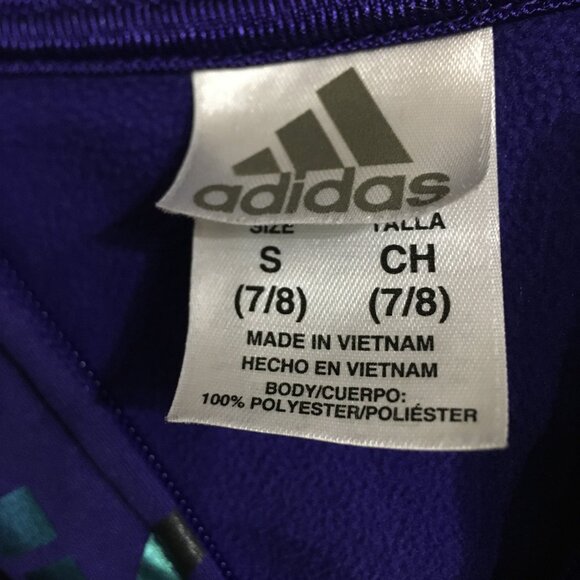 adidas
SIZE TALLA
S CH
(7/8) (7/8)
MADE IN VIETNAM
HECHO EN VIETNAM
BODY/CUERPO:
100% POLYESTER/POLIÉSTER